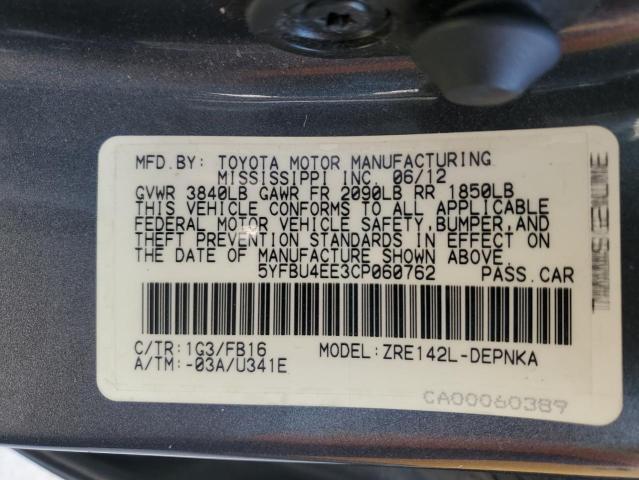 MFD.BY: TOYOTA MOTOR MANUFACTURING
MISSISSIPPI INC. 06/12
GVWR 3840LB GAWR FR 2090LB RR 1850LB
THIS VEHICLE CONFORMS TO ALL APPLICABLE
FEDERAL MOTOR VEHICLE SAFETY,BUMPER,AND
THEFT PREVENTION STANDARDS IN EFFECT ON
THE DATE OF MANUFACTURE SHOWN ABOVE.
5YFBU4EE3CP060762 PASS.CAR
C/TR:1G3/FB16 MODEL:ZRE142L-DEPNKA
A/TM:-03A/U341E
CA00060389